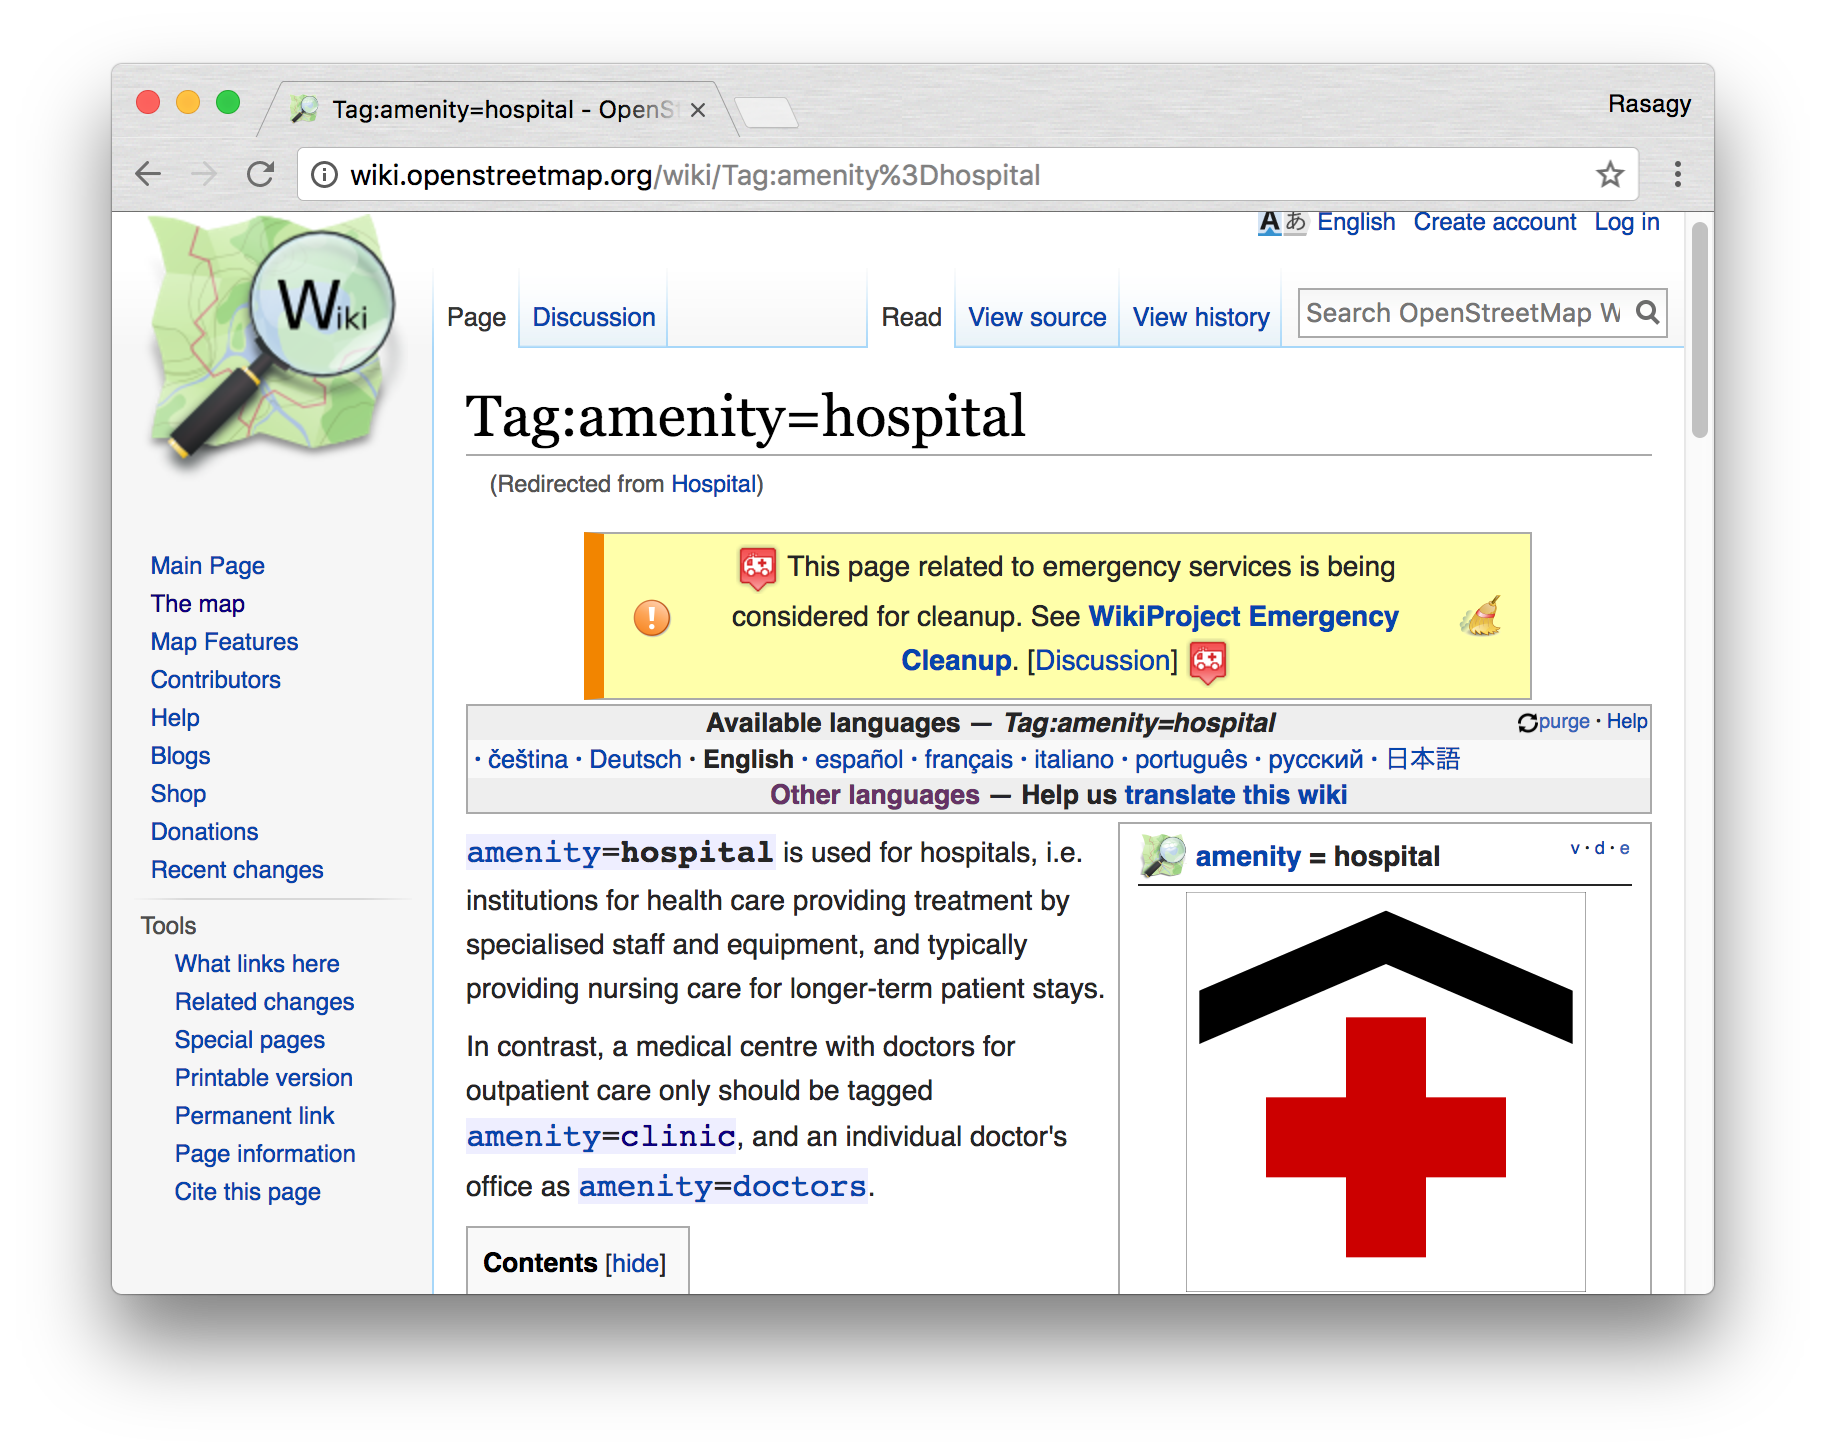 Tag:amenity=hospital - OpenSt
Rasagy
wiki.openstreetmap.org/wiki/Tag:amenity%3Dhospital
Wiki
A あ English Create account Log in
Page Discussion Read View source View history Search OpenStreetMap W
Tag:amenity=hospital
(Redirected from Hospital)
Main Page
The map
Map Features
Contributors
Help
Blogs
Shop
Donations
Recent changes
Tools
What links here
Related changes
Special pages
Printable version
Permanent link
Page information
Cite this page
This page related to emergency services is being
considered for cleanup. See WikiProject Emergency
Cleanup. [Discussion]
Available languages — Tag:amenity=hospital purge · Help
· čeština · Deutsch · English · español · français · italiano · português · русский · 日本語
Other languages — Help us translate this wiki
amenity=hospital is used for hospitals, i.e.
institutions for health care providing treatment by
specialised staff and equipment, and typically
providing nursing care for longer-term patient stays.
In contrast, a medical centre with doctors for
outpatient care only should be tagged
amenity=clinic, and an individual doctor's
office as amenity=doctors.
Contents [hide]
amenity = hospital v · d · e